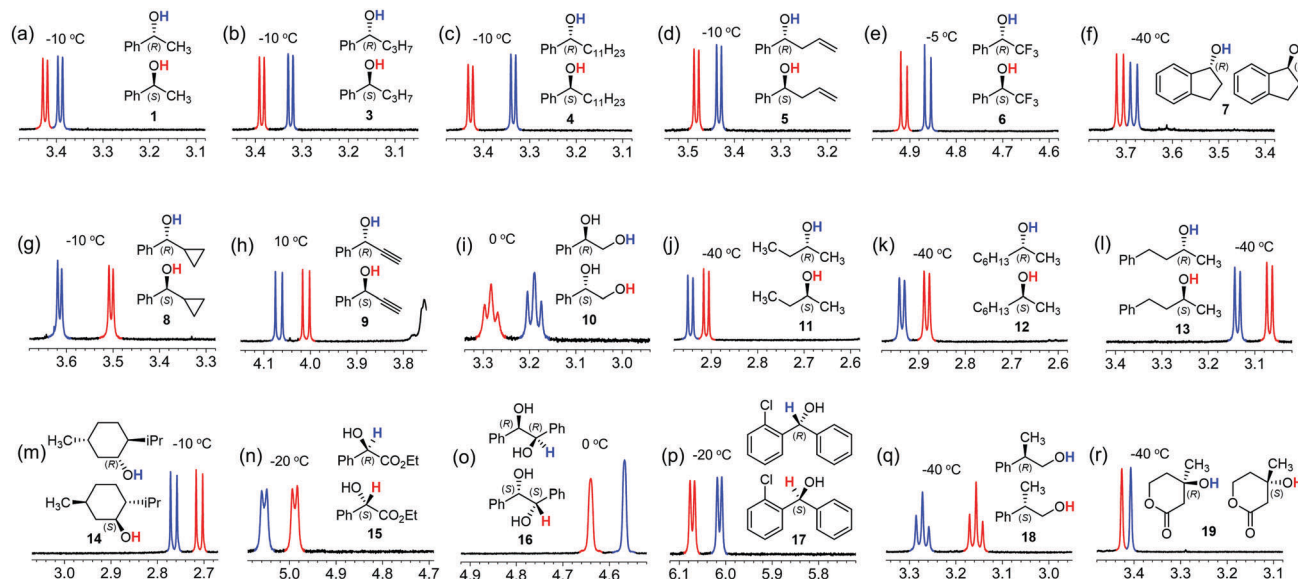 (a) -10 °C
OH
Ph (R) CH3
OH
Ph (S) CH3
1
3.4 3.3 3.2 3.1
(b) -10 °C
OH
Ph (R) C3H7
OH
Ph (S) C3H7
3
3.4 3.3 3.2 3.1
(c) -10 °C
OH
Ph (R) C11H23
OH
Ph (S) C11H23
4
3.4 3.3 3.2 3.1
(d) -10 °C
OH
Ph (R)
OH
Ph (S)
5
3.5 3.4 3.3 3.2
(e) -5 °C
OH
Ph (R) CF3
OH
Ph (S) CF3
6
4.9 4.8 4.7 4.6
(f) -40 °C
OH
(R)
7
3.7 3.6 3.5 3.4
(g) -10 °C
OH
Ph (R)
OH
Ph (S)
8
3.6 3.5 3.4 3.3
(h) 10 °C
OH
Ph (R)
OH
Ph (S)
9
4.1 4.0 3.9 3.8
(i) 0 °C
OH
Ph (R) OH
OH
Ph (S) OH
10
3.3 3.2 3.1 3.0
(j) -40 °C
OH
H3C (R) CH3
OH
H3C (S) CH3
11
2.9 2.8 2.7 2.6
(k) -40 °C
OH
C6H13 (R) CH3
OH
C6H13 (S) CH3
12
2.9 2.8 2.7 2.6
(l) -40 °C
OH
Ph (R) CH3
OH
Ph (S) CH3
13
3.3 3.2 3.1
(m) -10 °C
H3C iPr
(R) OH
H3C iPr
(S) OH
14
3.0 2.9 2.8 2.7
(n) -20 °C
HO H
Ph (R) CO2Et
HO H
Ph (S) CO2Et
15
5.0 4.9 4.8 4.7
(o) 0 °C
OH
(R) Ph
Ph (R)
HO H
OH
(S) Ph
Ph (S)
HO H
16
4.8 4.7 4.6 4.5
(p) -20 °C
Cl H OH
(R)
Cl H OH
(S)
17
6.1 6.0 5.9 5.8
(q) -40 °C
CH3
Ph (R) OH
CH3
Ph (S) OH
18
3.3 3.2 3.1 3.0
(r) -40 °C
CH3 CH3
OH OH
(R) (S)
O O
O O
19
3.4 3.3 3.2 3.1